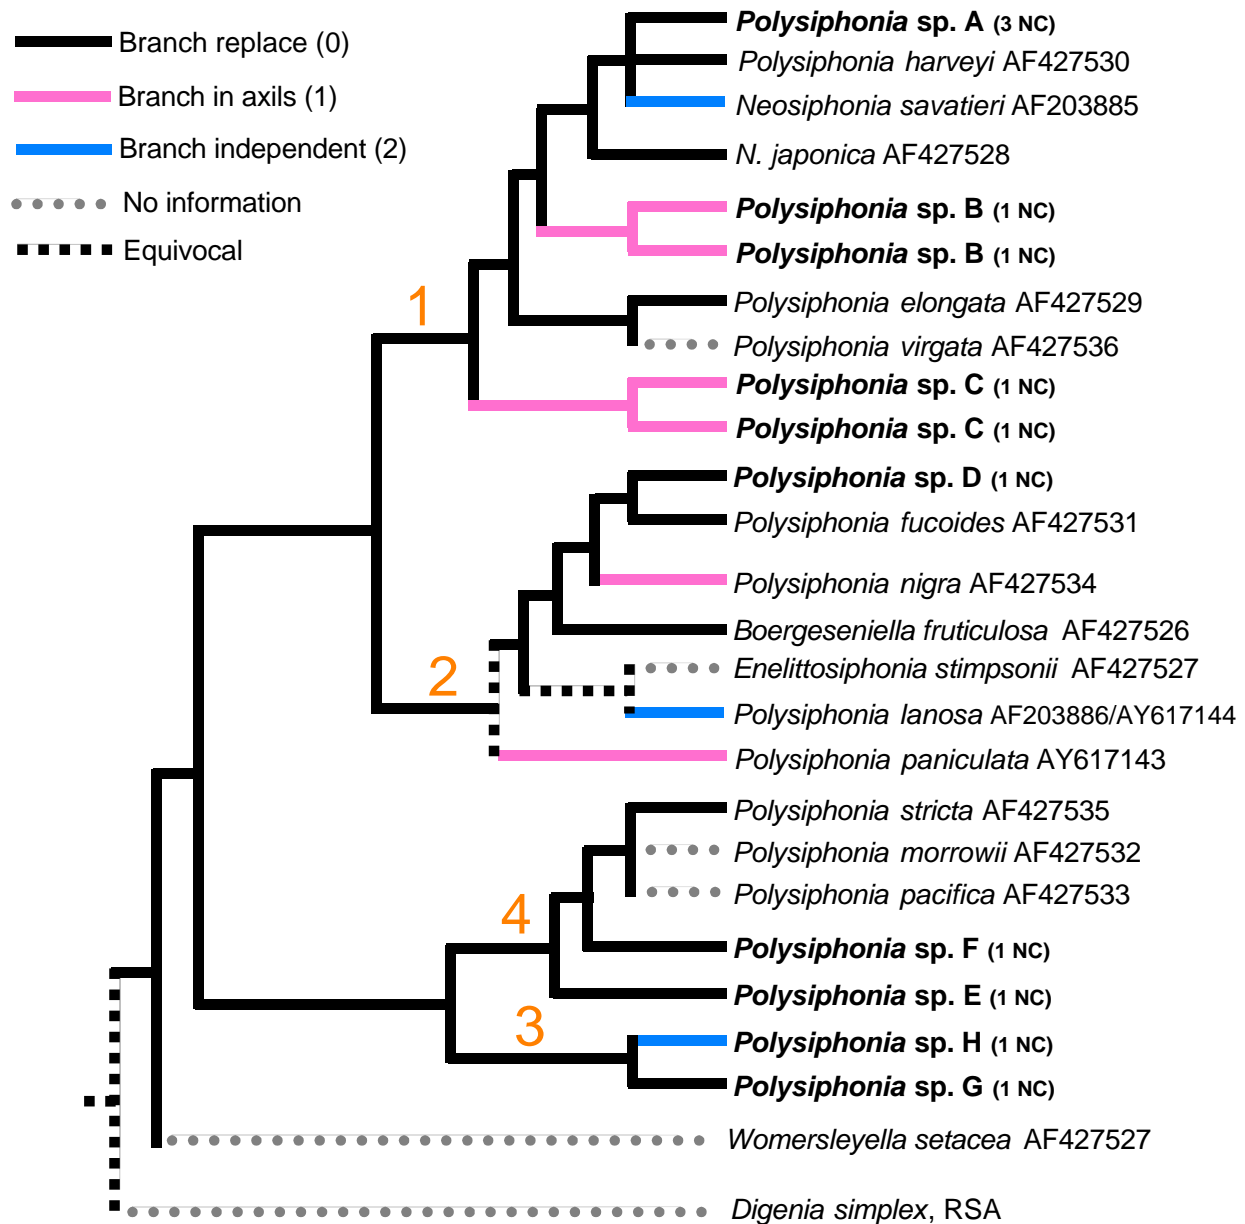 Branch replace (0)
Branch in axils (1)
Branch independent (2)
No information
Equivocal
Polysiphonia sp. A (3 NC)
Polysiphonia harveyi AF427530
Neosiphonia savatieri AF203885
N. japonica AF427528
Polysiphonia sp. B (1 NC)
Polysiphonia sp. B (1 NC)
1
Polysiphonia elongata AF427529
Polysiphonia virgata AF427536
Polysiphonia sp. C (1 NC)
Polysiphonia sp. C (1 NC)
Polysiphonia sp. D (1 NC)
Polysiphonia fucoides AF427531
Polysiphonia nigra AF427534
Boergeseniella fruticulosa AF427526
2
Enelittosiphonia stimpsonii AF427527
Polysiphonia lanosa AF203886/AY617144
Polysiphonia paniculata AY617143
Polysiphonia stricta AF427535
Polysiphonia morrowii AF427532
Polysiphonia pacifica AF427533
4
Polysiphonia sp. F (1 NC)
Polysiphonia sp. E (1 NC)
3
Polysiphonia sp. H (1 NC)
Polysiphonia sp. G (1 NC)
Womersleyella setacea AF427527
Digenia simplex, RSA